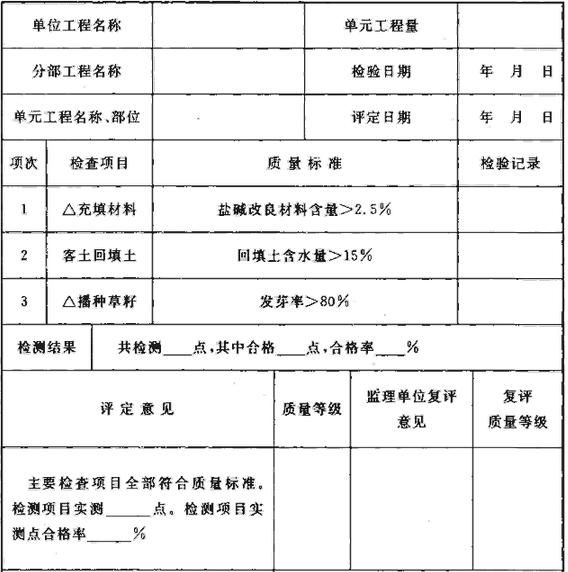 单位工程名称 单元工程量
分部工程名称 检验日期 年 月 日
单元工程名称、部位 评定日期 年 月 日
项次 检查项目 质量标准 检验记录
1 △充填材料 盐碱改良材料含量>2.5%
2 客土回填土 回填土含水量>15%
3 △播种草籽 发芽率>80%
检测结果 共检测___点,其中合格___点,合格率___%
评定意见 质量等级 监理单位复评意见 复评质量等级
主要检查项目全部符合质量标准。
检测项目实测_____点。检测项目实
测点合格率_____%